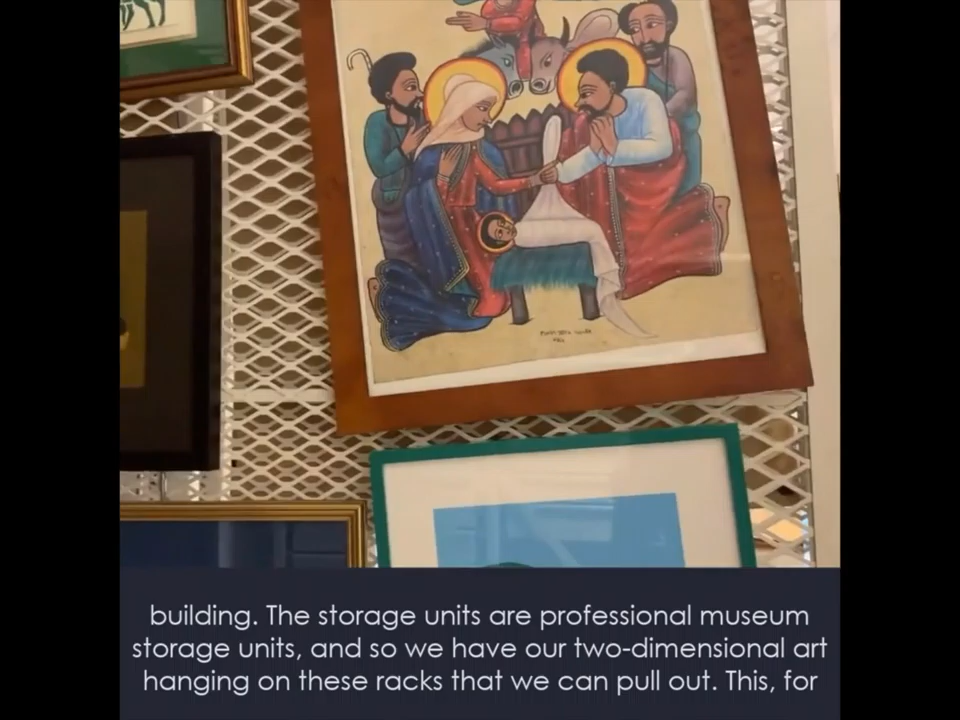 building. The storage units are professional museum
storage units, and so we have our two-dimensional art
hanging on these racks that we can pull out. This, for